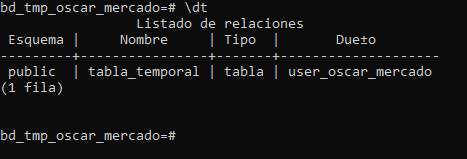 bd_tmp_oscar_mercado=# \dt
                 Listado de relaciones
 Esquema |     Nombre     | Tipo  |       Due±o
---------+----------------+-------+--------------------
 public  | tabla_temporal | tabla | user_oscar_mercado
(1 fila)
bd_tmp_oscar_mercado=#